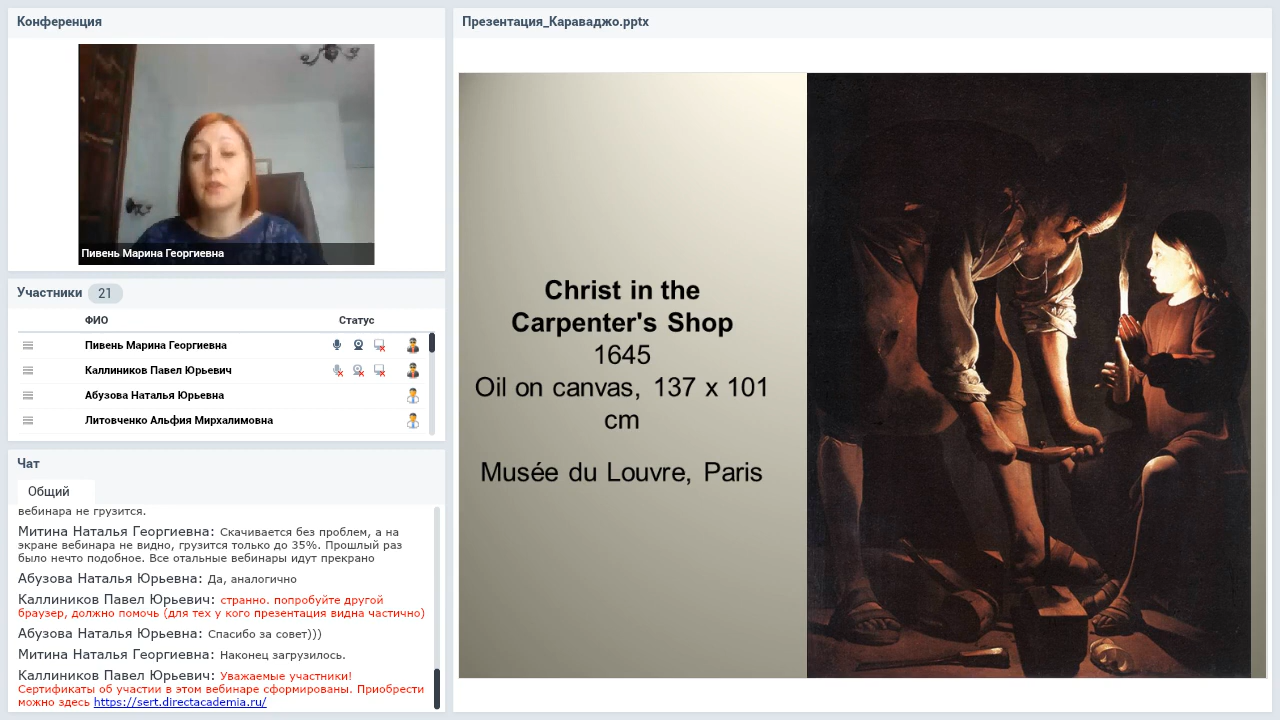 Конференция
Пивень Марина Георгиевна
Участники 21
ФИО Статус
Пивень Марина Георгиевна
Каллиников Павел Юрьевич
Абузова Наталья Юрьевна
Литовченко Альфия Мирхалимовна
Чат
Общий
вебинара не грузится.
Митина Наталья Георгиевна: Скачивается без проблем, а на
экране вебинара не видно, грузится только до 35%. Прошлый раз
было нечто подобное. Все отальные вебинары идут прекрано
Абузова Наталья Юрьевна: Да, аналогично
Каллиников Павел Юрьевич: странно. попробуйте другой
браузер, должно помочь (для тех у кого презентация видна частично)
Абузова Наталья Юрьевна: Спасибо за совет)))
Митина Наталья Георгиевна: Наконец загрузилось.
Каллиников Павел Юрьевич: Уважаемые участники!
Сертификаты об участии в этом вебинаре сформированы. Приобрести
можно здесь https://sert.directacademia.ru/
Презентация_Караваджо.pptx
Christ in the
Carpenter's Shop
1645
Oil on canvas, 137 x 101
cm
Musée du Louvre, Paris